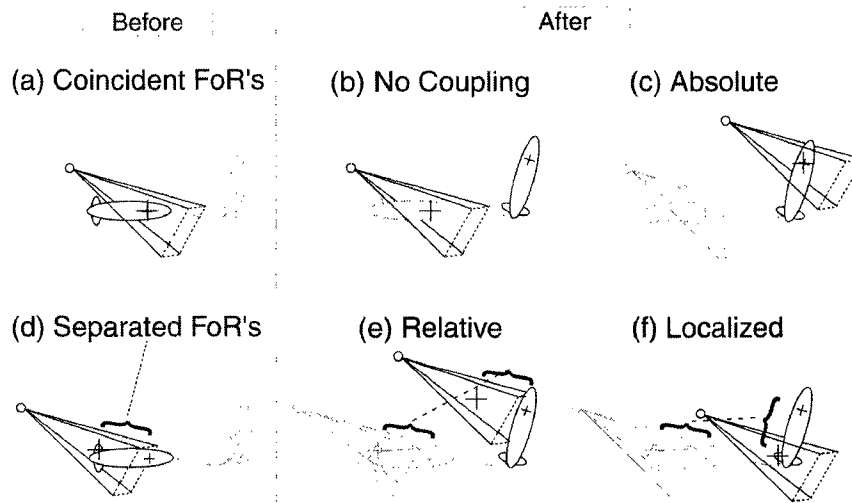 Before
After
(a) Coincident FoR's
(b) No Coupling
(c) Absolute
(d) Separated FoR's
(e) Relative
(f) Localized